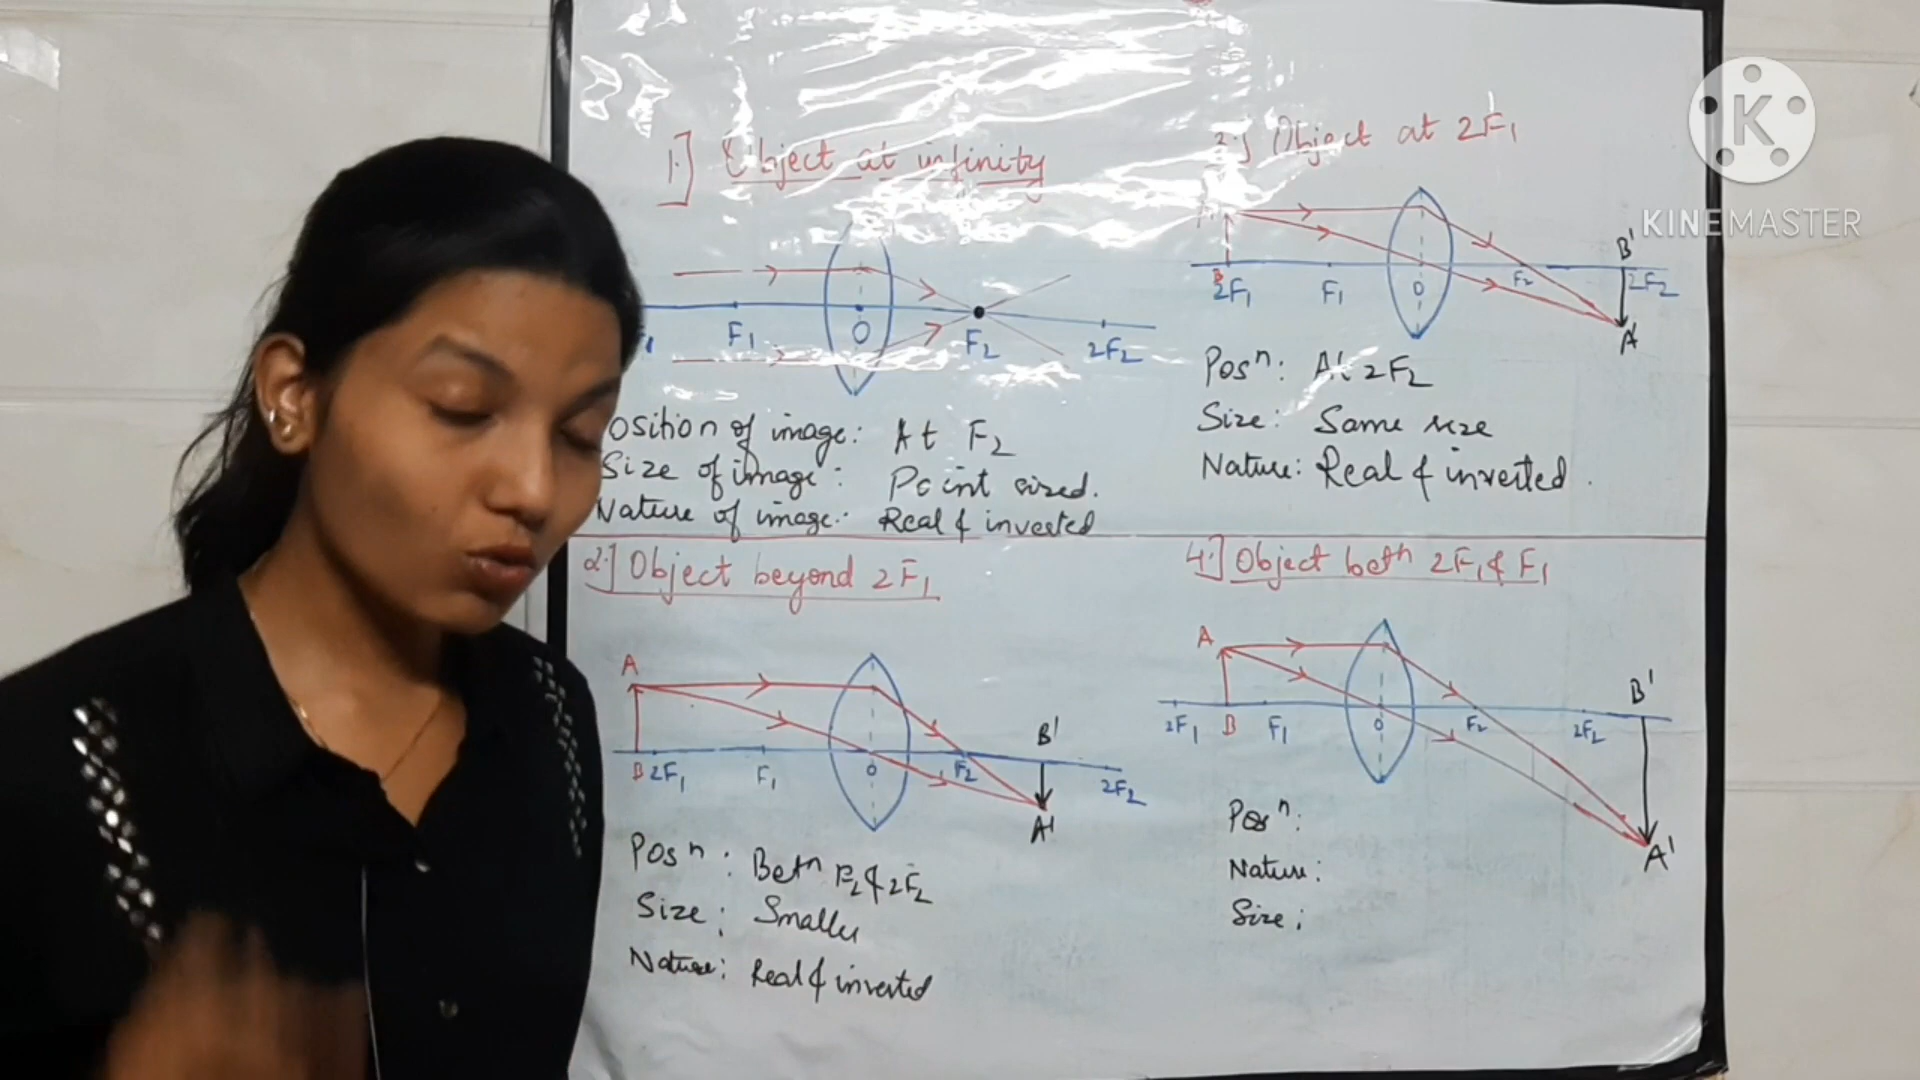 1.] Object at infinity
F₁ O F₂ 2F₂
osition of image: At F₂
Size of image: Point sized.
Nature of image: Real & inverted
2.] Object beyond 2F₁
A
B'
B 2F₁ F₁ O F₂ 2F₂
A'
Posⁿ: Betⁿ F₂ & 2F₂
Size: Smaller
Nature: Real & inverted
3.] Object at 2F₁
A
B'
B
2F₁ F₁ O F₂ 2F₂
A'
Posⁿ: At 2F₂
Size: Same size
Nature: Real & inverted.
4.] Object betⁿ 2F₁ & F₁
A
B'
2F₁ B F₁ O F₂ 2F₂
A'
Posⁿ:
Nature:
Size:
K
KINEMASTER